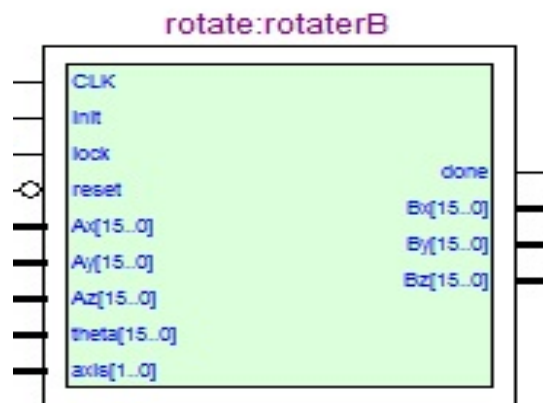 rotate:rotaterB
CLK
init
lock
reset
Ax[15..0]
Ay[15..0]
Az[15..0]
theta[15..0]
axis[1..0]
done
Bx[15..0]
By[15..0]
Bz[15..0]